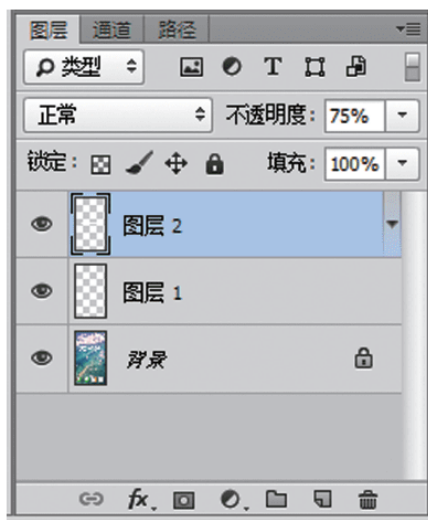 图层 通道 路径
类型 T
正常 不透明度: 75%
锁定: 填充: 100%
图层 2
图层 1
背景
fx